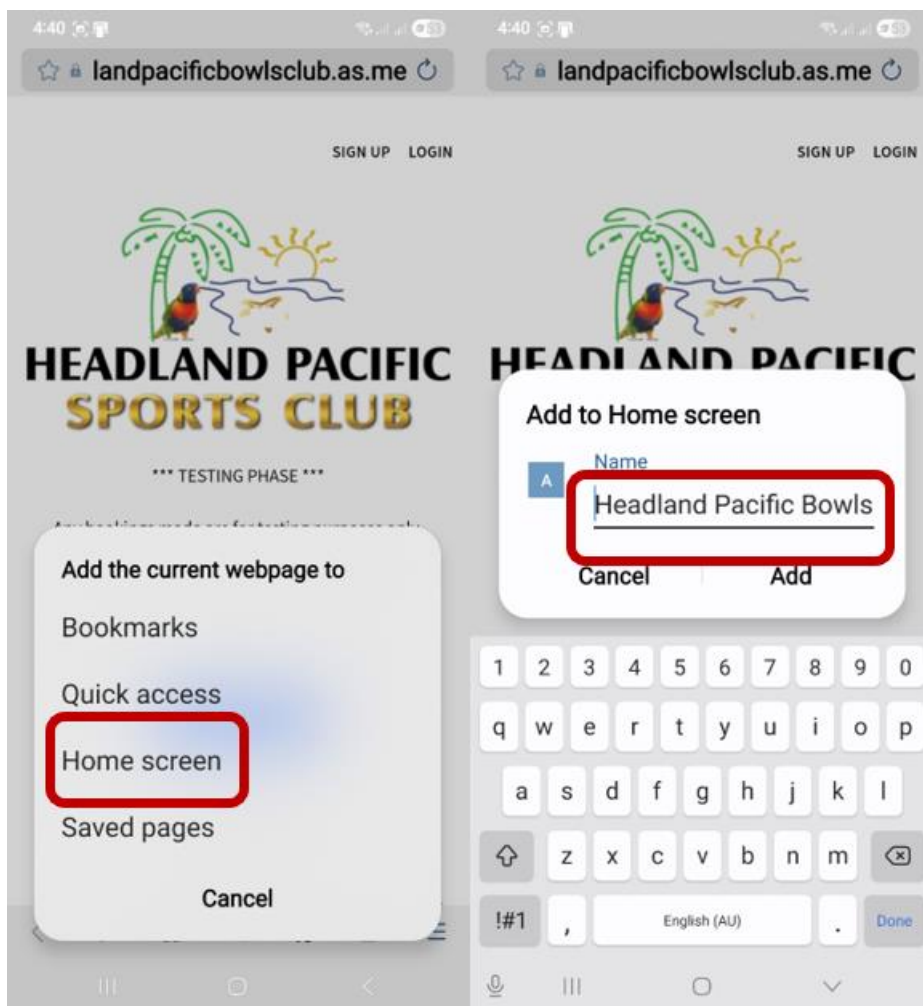 4:40
landpacificbowlsclub.as.me
SIGN UP LOGIN
HEADLAND PACIFIC
SPORTS CLUB
*** TESTING PHASE ***
Add the current webpage to
Bookmarks
Quick access
Home screen
Saved pages
Cancel
4:40
landpacificbowlsclub.as.me
SIGN UP LOGIN
HEADLAND PACIFIC
Add to Home screen
A
Name
Headland Pacific Bowls
Cancel Add
1 2 3 4 5 6 7 8 9 0
q w e r t y u i o p
a s d f g h j k l
z x c v b n m
!#1 , English (AU) . Done